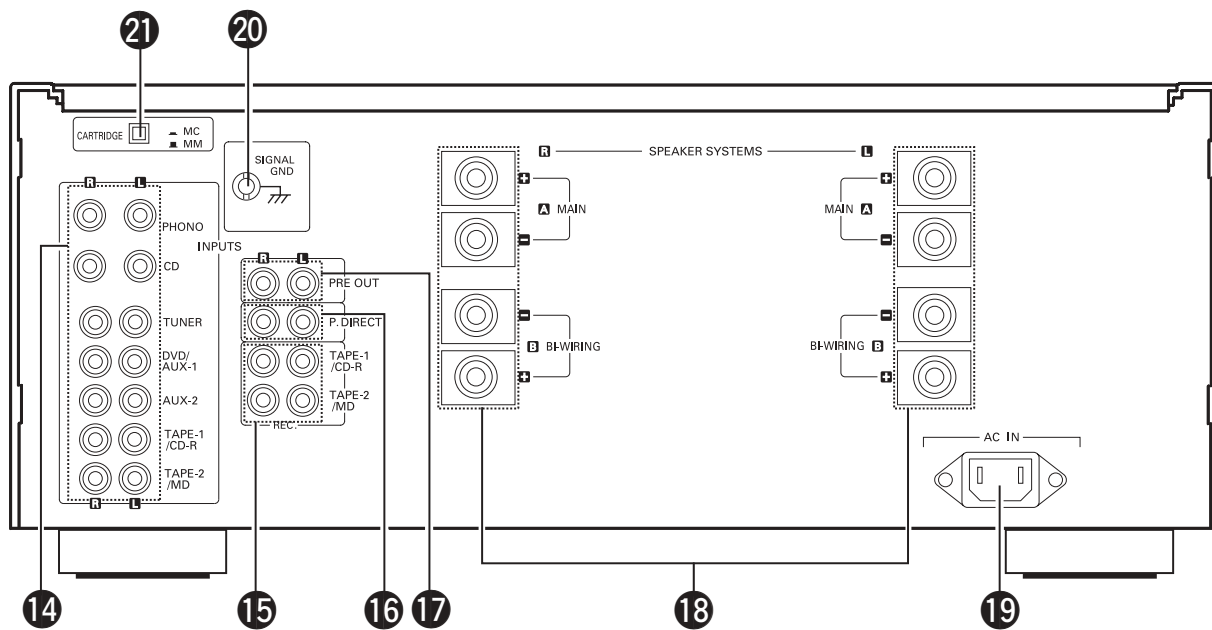 21
20
CARTRIDGE
MC
MM
SIGNAL
GND
R
SPEAKER SYSTEMS
L
R L
PHONO
INPUTS
CD
TUNER
DVD/
AUX-1
AUX-2
TAPE-1
/CD-R
TAPE-2
/MD
R L
R L
PRE OUT
P.DIRECT
TAPE-1
/CD-R
TAPE-2
/MD
REC.
+
A MAIN
−
−
B BI-WIRING
+
+
MAIN A
−
−
BI-WIRING B
+
AC IN
14
15
16
17
18
19